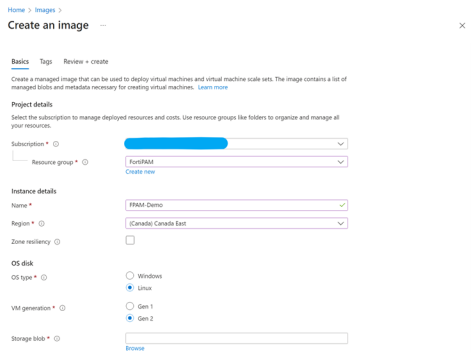 Home > Images >
Create an image ...
Basics Tags Review + create
Create a managed image that can be used to deploy virtual machines and virtual machine scale sets. The image contains a list of
managed blobs and metadata necessary for creating virtual machines. Learn more
Project details
Select the subscription to manage deployed resources and costs. Use resource groups like folders to organize and manage all
your resources.
Subscription *
Resource group * FortiPAM
Create new
Instance details
Name * FPAM-Demo
Region * (Canada) Canada East
Zone resiliency
OS disk
OS type * Windows
Linux
VM generation * Gen 1
Gen 2
Storage blob *
Browse